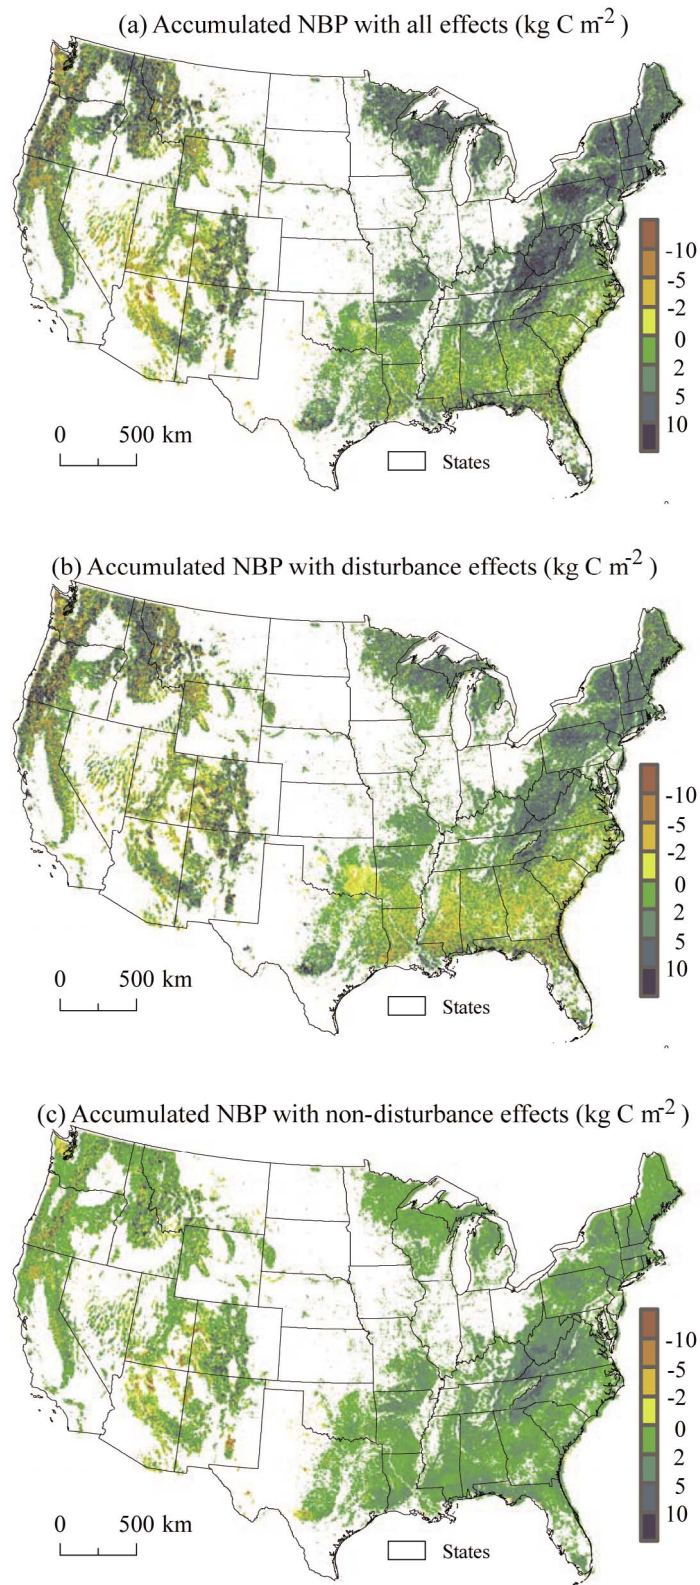 (a) Accumulated NBP with all effects (kg C m-2)
-10
-5
-2
0
2
5
10
0 500 km
States
(b) Accumulated NBP with disturbance effects (kg C m-2)
-10
-5
-2
0
2
5
10
0 500 km
States
(c) Accumulated NBP with non-disturbance effects (kg C m-2)
-10
-5
-2
0
2
5
10
0 500 km
States